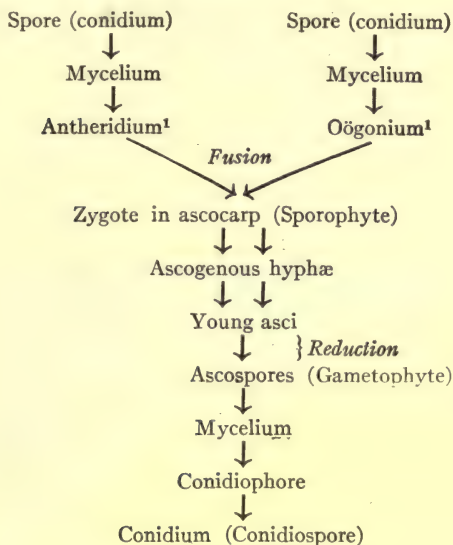 Spore (conidium) Spore (conidium)
Mycelium Mycelium
Antheridium¹ Oögonium¹
Fusion
Zygote in ascocarp (Sporophyte)
Ascogenous hyphæ
Young asci
} Reduction
Ascospores (Gametophyte)
Mycelium
Conidiophore
Conidium (Conidiospore)